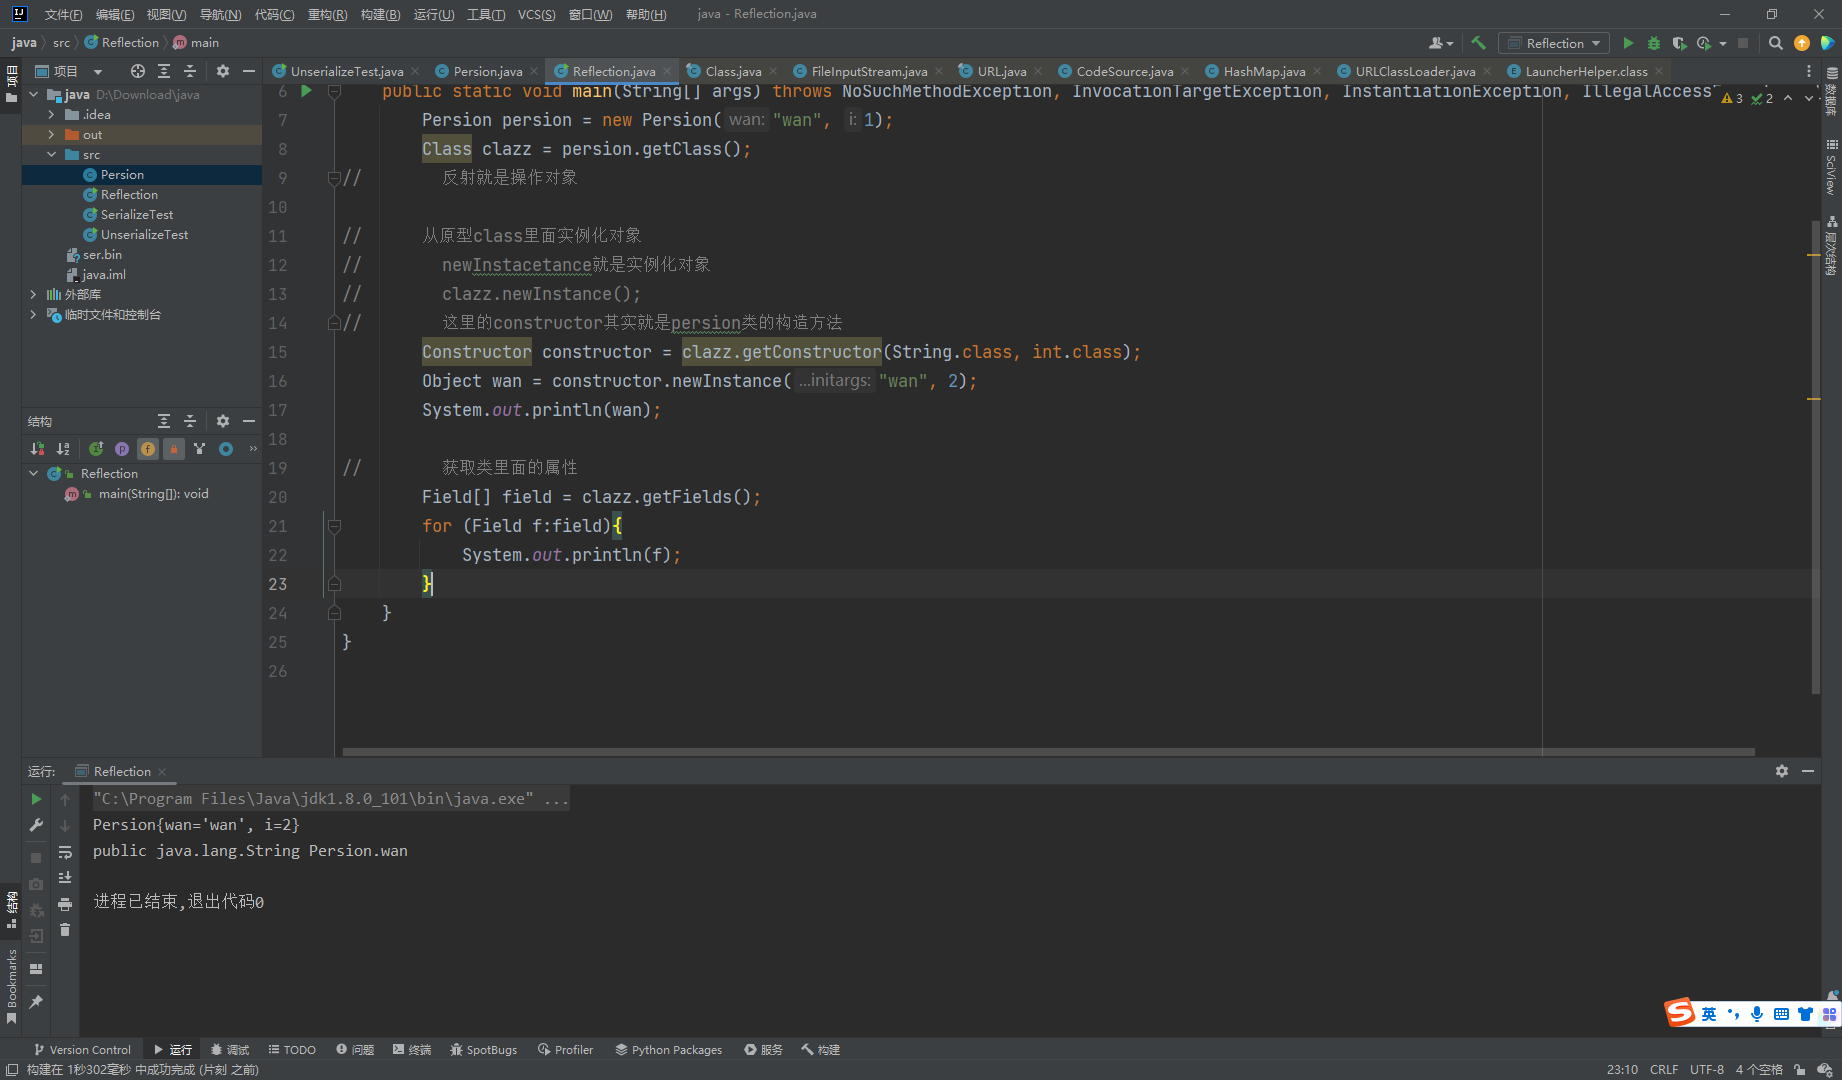 文件(F) 编辑(E) 视图(V) 导航(N) 代码(C) 重构(R) 构建(B) 运行(U) 工具(T) VCS(S) 窗口(W) 帮助(H) java - Reflection.java
java src Reflection main Reflection
项目
UnserializeTest.java Persion.java Reflection.java Class.java FileInputStream.java URL.java CodeSource.java HashMap.java URLClassLoader.java LauncherHelper.class
java D:\Download\java
.idea
out
src
Persion
Reflection
SerializeTest
UnserializeTest
ser.bin
java.iml
外部库
临时文件和控制台
结构
Reflection
main(String[]): void
3 2
6 public static void main(String[] args) throws NoSuchMethodException, InvocationTargetException, InstantiationException, IllegalAccess
7 Persion persion = new Persion( wan: "wan", i: 1);
8 Class clazz = persion.getClass();
9 // 反射就是操作对象
10
11 // 从原型class里面实例化对象
12 // newInstacetance就是实例化对象
13 // clazz.newInstance();
14 // 这里的constructor其实就是persion类的构造方法
15 Constructor constructor = clazz.getConstructor(String.class, int.class);
16 Object wan = constructor.newInstance( ...initargs: "wan", 2);
17 System.out.println(wan);
18
19 // 获取类里面的属性
20 Field[] field = clazz.getFields();
21 for (Field f:field){
22 System.out.println(f);
23 }
24 }
25 }
26
项目
结构
Bookmarks
数据库
SciView
层次结构
运行: Reflection
"C:\Program Files\Java\jdk1.8.0_101\bin\java.exe" ...
Persion{wan='wan', i=2}
public java.lang.String Persion.wan
进程已结束,退出代码0
英
Version Control 运行 调试 TODO 问题 终端 SpotBugs Profiler Python Packages 服务 构建
构建在 1秒302毫秒 中成功完成 (片刻 之前) 23:10 CRLF UTF-8 4 个空格